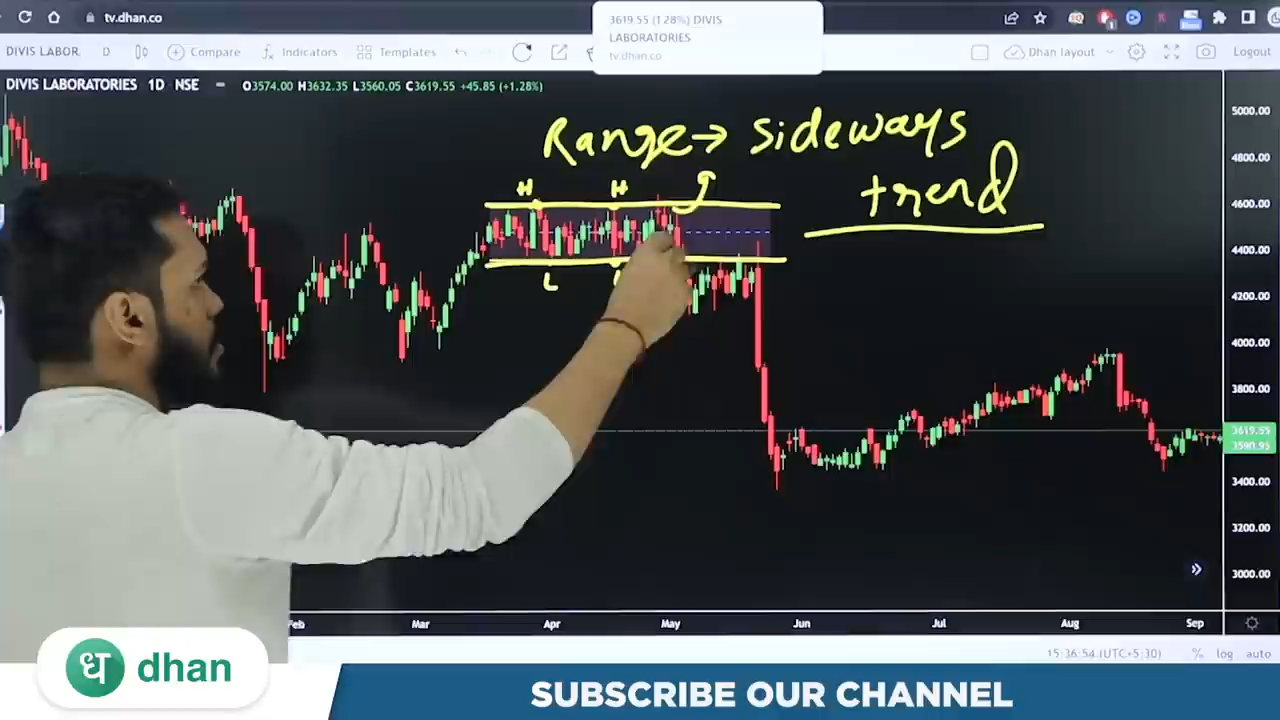 tv.dhan.co
3619.55 (1.28%) DIVIS
LABORATORIES
tv.dhan.co
DIVIS LABOR. D Compare Indicators Templates Dhan layout Logout
DIVIS LABORATORIES 1D NSE O3574.00 H3632.35 L3560.05 C3619.55 +45.85 (+1.28%)
Range → sideways
trend
H H
L
5000.00
4800.00
4600.00
4400.00
4200.00
4000.00
3800.00
3619.55
3590.95
3400.00
3200.00
3000.00
Feb Mar Apr May Jun Jul Aug Sep
15:36:54 (UTC+5:30) % log auto
ध dhan
SUBSCRIBE OUR CHANNEL